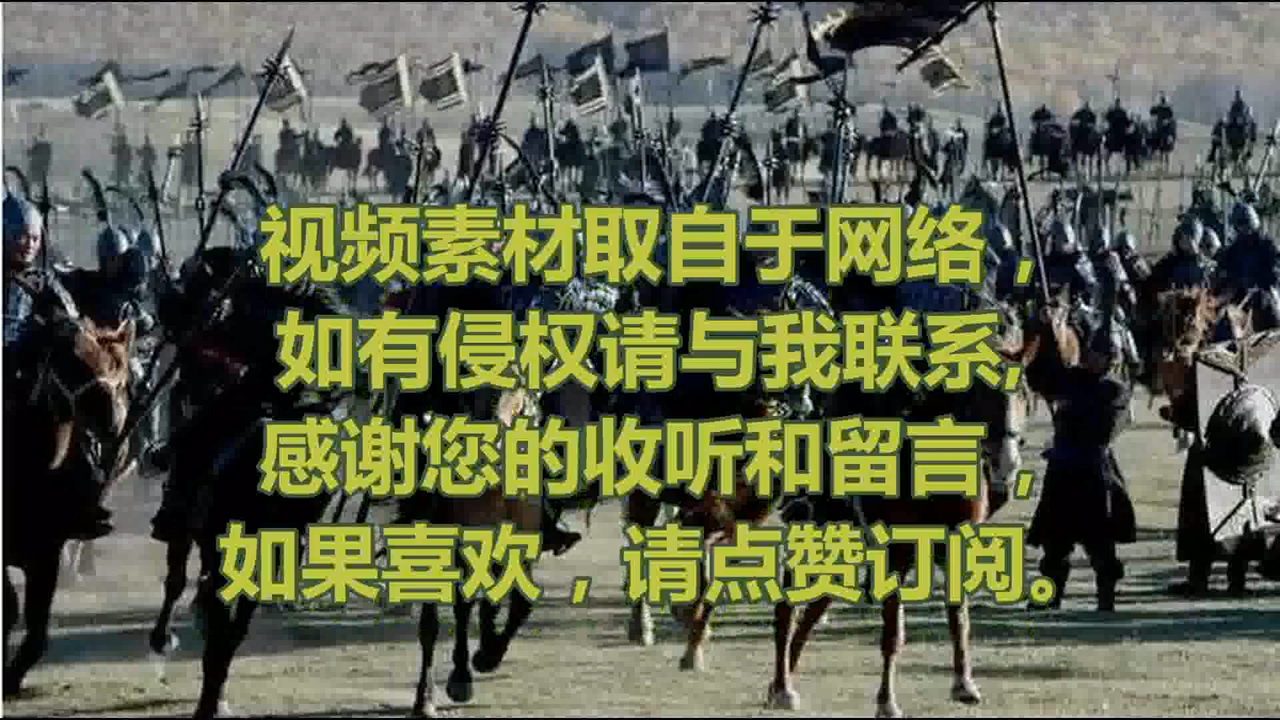 视频素材取自于网络，
如有侵权请与我联系,
感谢您的收听和留言，
如果喜欢，请点赞订阅。